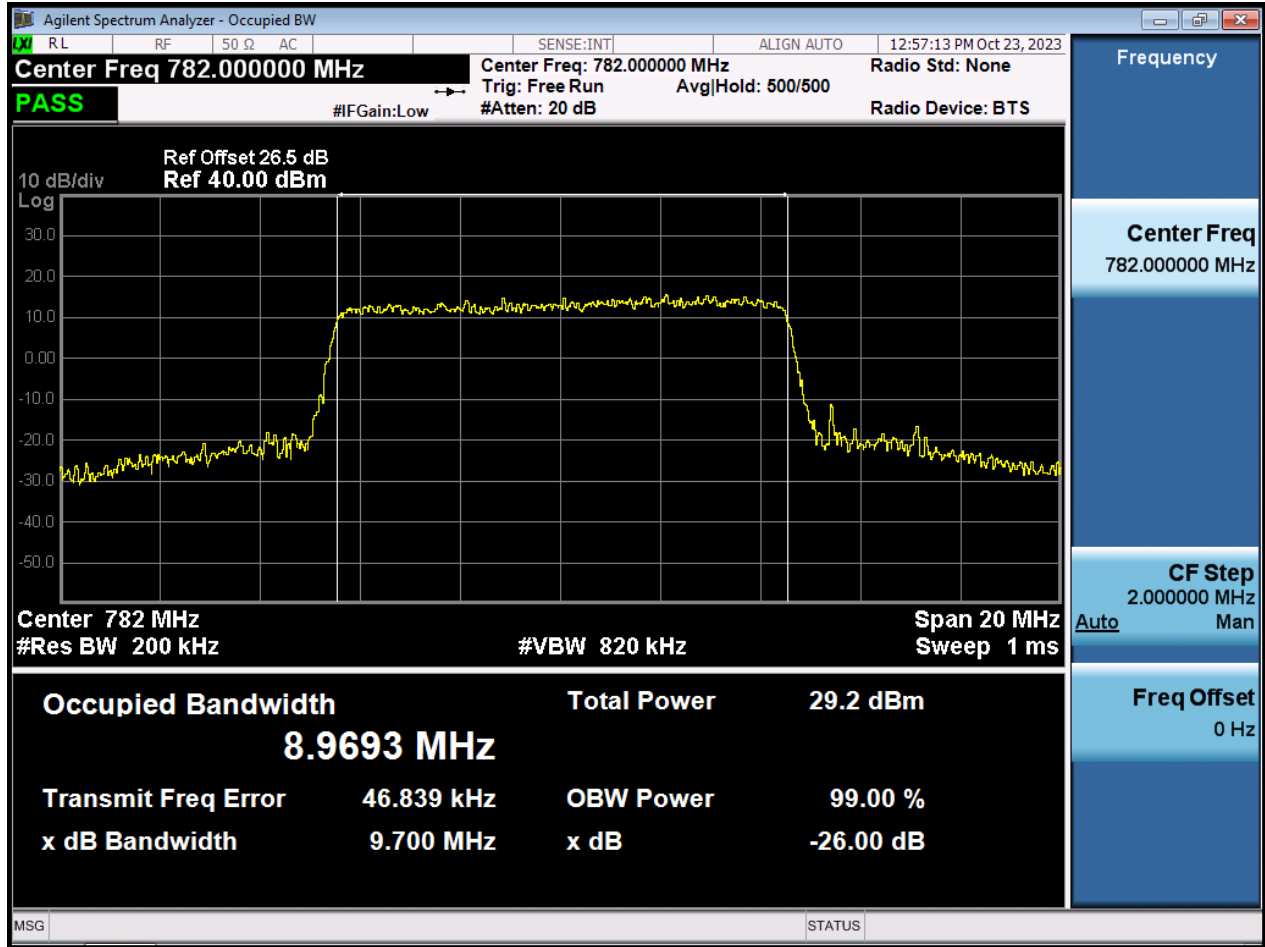 Agilent Spectrum Analyzer - Occupied BW
LXI RL RF 50 Ω AC SENSE:INT ALIGN AUTO 12:57:13 PM Oct 23, 2023
Center Freq 782.000000 MHz
Center Freq: 782.000000 MHz Radio Std: None
Trig: Free Run Avg|Hold: 500/500
PASS #IFGain:Low #Atten: 20 dB Radio Device: BTS
Ref Offset 26.5 dB
10 dB/div Ref 40.00 dBm
Log
30.0
20.0
10.0
0.00
-10.0
-20.0
-30.0
-40.0
-50.0
Center 782 MHz Span 20 MHz
#Res BW 200 kHz #VBW 820 kHz Sweep 1 ms
Occupied Bandwidth Total Power 29.2 dBm
8.9693 MHz
Transmit Freq Error 46.839 kHz OBW Power 99.00 %
x dB Bandwidth 9.700 MHz x dB -26.00 dB
MSG STATUS
Frequency
Center Freq
782.000000 MHz
CF Step
2.000000 MHz
Auto Man
Freq Offset
0 Hz